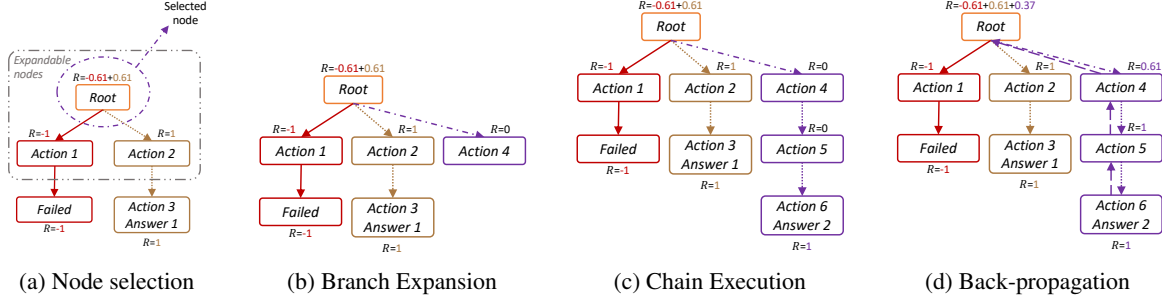 Selected
node
Expandable
nodes
R=-0.61+0.61
Root
R=-1
R=1
Action 1
Action 2
Failed
Action 3
Answer 1
R=-1
R=1
(a) Node selection
R=-0.61+0.61
Root
R=-1
R=1
R=0
Action 1
Action 2
Action 4
Failed
Action 3
Answer 1
R=-1
R=1
(b) Branch Expansion
R=-0.61+0.61
Root
R=-1
R=1
R=0
Action 1
Action 2
Action 4
R=0
Failed
Action 3
Answer 1
Action 5
R=-1
R=1
Action 6
Answer 2
R=1
(c) Chain Execution
R=-0.61+0.61+0.37
Root
R=-1
R=1
R=0.61
Action 1
Action 2
Action 4
R=1
Failed
Action 3
Answer 1
Action 5
R=-1
R=1
Action 6
Answer 2
R=1
(d) Back-propagation